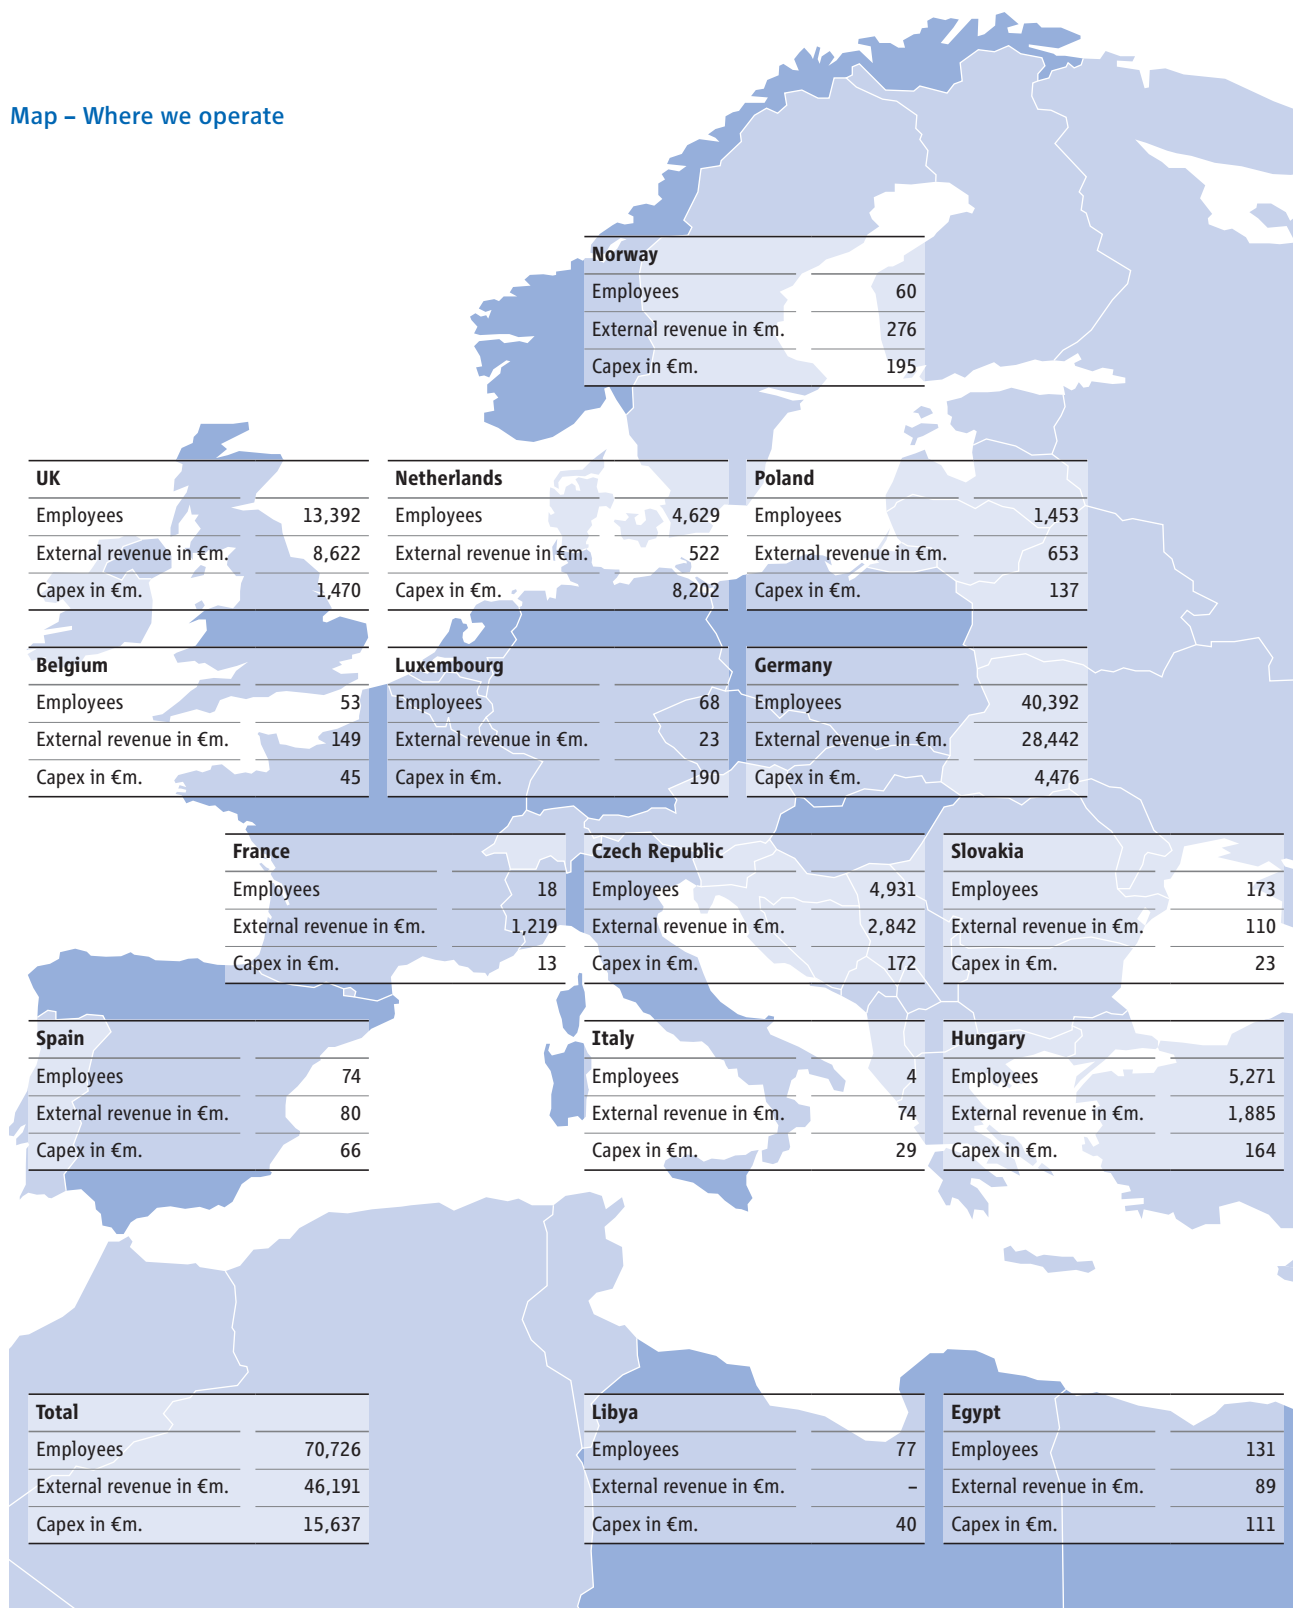 Map – Where we operate
Norway
Employees 60
External revenue in €m. 276
Capex in €m. 195
UK
Employees 13,392
External revenue in €m. 8,622
Capex in €m. 1,470
Netherlands
Employees 4,629
External revenue in €m. 522
Capex in €m. 8,202
Poland
Employees 1,453
External revenue in €m. 653
Capex in €m. 137
Belgium
Employees 53
External revenue in €m. 149
Capex in €m. 45
Luxembourg
Employees 68
External revenue in €m. 23
Capex in €m. 190
Germany
Employees 40,392
External revenue in €m. 28,442
Capex in €m. 4,476
France
Employees 18
External revenue in €m. 1,219
Capex in €m. 13
Czech Republic
Employees 4,931
External revenue in €m. 2,842
Capex in €m. 172
Slovakia
Employees 173
External revenue in €m. 110
Capex in €m. 23
Spain
Employees 74
External revenue in €m. 80
Capex in €m. 66
Italy
Employees 4
External revenue in €m. 74
Capex in €m. 29
Hungary
Employees 5,271
External revenue in €m. 1,885
Capex in €m. 164
Total
Employees 70,726
External revenue in €m. 46,191
Capex in €m. 15,637
Libya
Employees 77
External revenue in €m. –
Capex in €m. 40
Egypt
Employees 131
External revenue in €m. 89
Capex in €m. 111